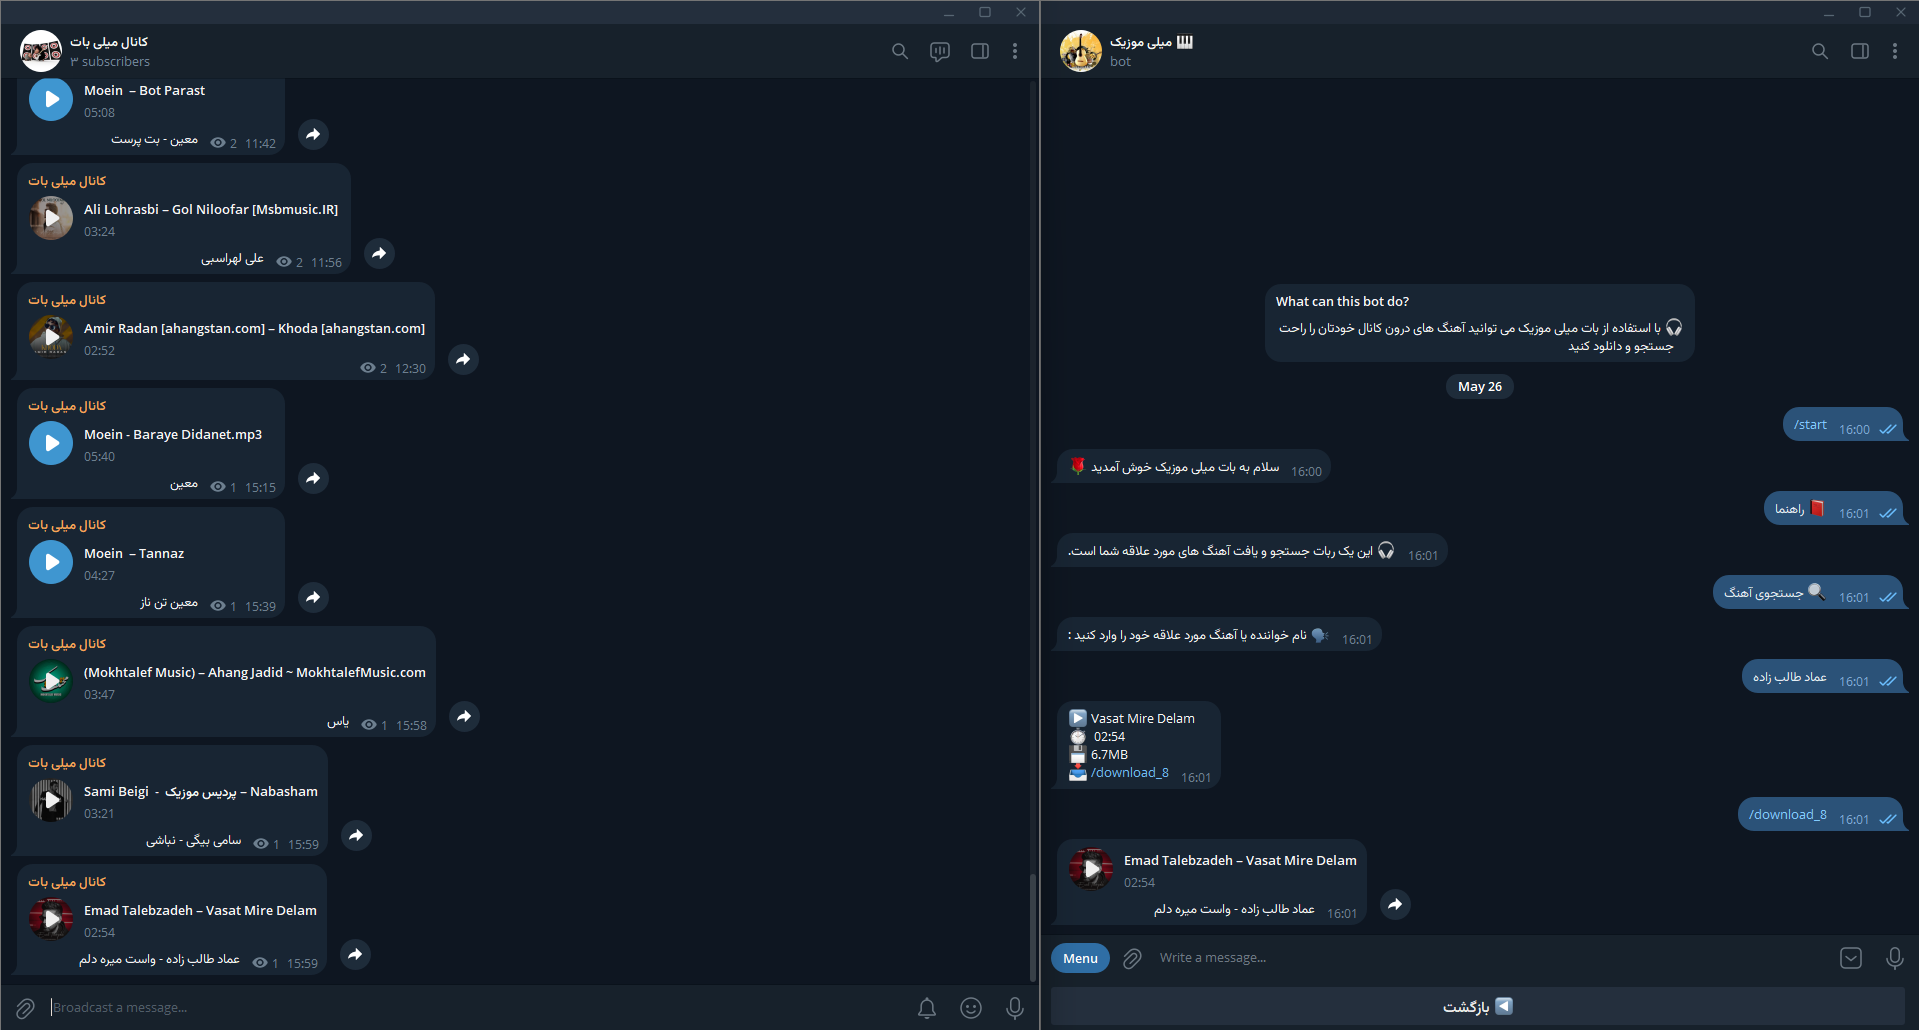 کانال میلی بات
۳ subscribers
Moein – Bot Parast
05:08
معین - بت پرست
2 11:42
کانال میلی بات
Ali Lohrasbi – Gol Niloofar [Msbmusic.IR]
03:24
علی لهراسبی
2 11:56
کانال میلی بات
Amir Radan [ahangstan.com] – Khoda [ahangstan.com]
02:52
2 12:30
کانال میلی بات
Moein - Baraye Didanet.mp3
05:40
معین
1 15:15
کانال میلی بات
Moein – Tannaz
04:27
معین تن ناز
1 15:39
کانال میلی بات
(Mokhtalef Music) – Ahang Jadid ~ MokhtalefMusic.com
03:47
یاس
1 15:58
کانال میلی بات
Sami Beigi - پردیس موزیک – Nabasham
03:21
سامی بیگی - نباشی
1 15:59
کانال میلی بات
Emad Talebzadeh – Vasat Mire Delam
02:54
عماد طالب زاده - واست میره دلم
1 15:59
Broadcast a message...
میلی موزیک 🎹
bot
What can this bot do?
🎧 با استفاده از بات میلی موزیک می توانید آهنگ های درون کانال خودتان را راحت
جستجو و دانلود کنید
May 26
/start 16:00
سلام به بات میلی موزیک خوش آمدید 🌹 16:00
📕 راهنما 16:01
🎧 این یک ربات جستجو و یافت آهنگ های مورد علاقه شما است. 16:01
🔍 جستجوی آهنگ 16:01
🗣 نام خواننده یا آهنگ مورد علاقه خود را وارد کنید : 16:01
عماد طالب زاده 16:01
▶️ Vasat Mire Delam
⏱ 02:54
💾 6.7MB
📥 /download_8 16:01
/download_8 16:01
Emad Talebzadeh – Vasat Mire Delam
02:54
عماد طالب زاده - واست میره دلم
16:01
Menu
Write a message...
◀️ بازگشت